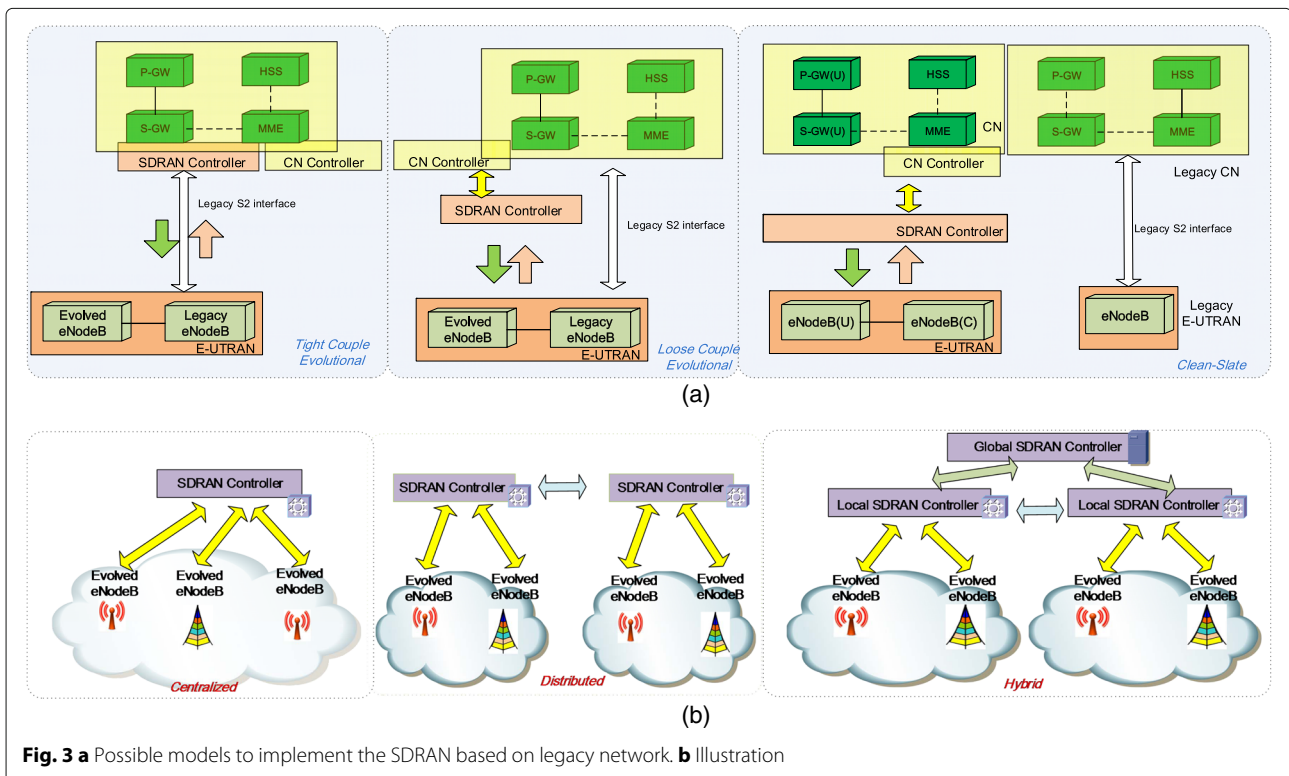 P-GW
HSS
S-GW
MME
SDRAN Controller
CN Controller
Legacy S2 interface
Evolved
eNodeB
Legacy
eNodeB
E-UTRAN
Tight Couple
Evolutional
P-GW
HSS
S-GW
MME
CN Controller
SDRAN Controller
Legacy S2 interface
Evolved
eNodeB
Legacy
eNodeB
E-UTRAN
Loose Couple
Evolutional
P-GW(U)
HSS
S-GW(U)
MME
CN
CN Controller
SDRAN Controller
eNodeB(U)
eNodeB(C)
E-UTRAN
P-GW
HSS
S-GW
MME
Legacy CN
Legacy S2 interface
eNodeB
Legacy
E-UTRAN
Clean-Slate
(a)
SDRAN Controller
Evolved
eNodeB
Evolved
eNodeB
Evolved
eNodeB
Centralized
SDRAN Controller
SDRAN Controller
Evolved
eNodeB
Evolved
eNodeB
Evolved
eNodeB
Evolved
eNodeB
Distributed
Global SDRAN Controller
Local SDRAN Controller
Local SDRAN Controller
Evolved
eNodeB
Evolved
eNodeB
Evolved
eNodeB
Evolved
eNodeB
Hybrid
(b)
Fig. 3 a Possible models to implement the SDRAN based on legacy network. b Illustration